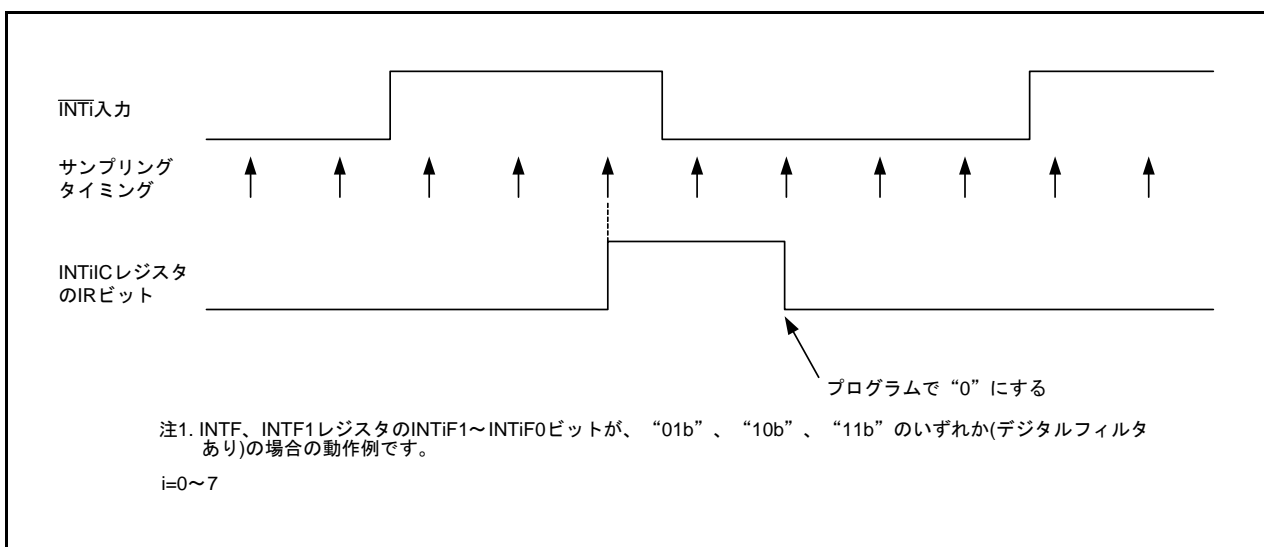 INTi入力
サンプリング
タイミング
INTiICレジスタ
のIRビット
プログラムで“0”にする
注1. INTF、INTF1レジスタのINTiF1～INTiF0ビットが、“01b”、“10b”、“11b”のいずれか(デジタルフィルタ
あり)の場合の動作例です。
i=0～7